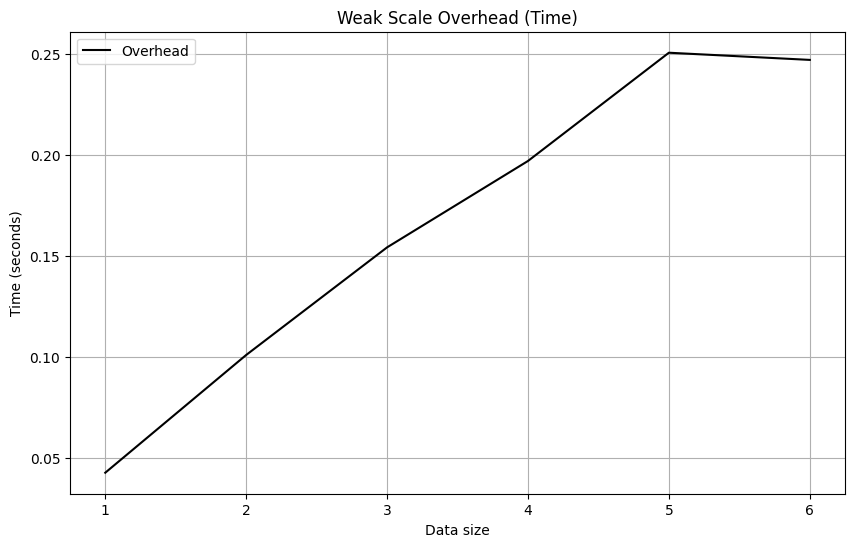 Weak Scale Overhead (Time)
Overhead
Time (seconds)
0.25
0.20
0.15
0.10
0.05
1 2 3 4 5 6
Data size